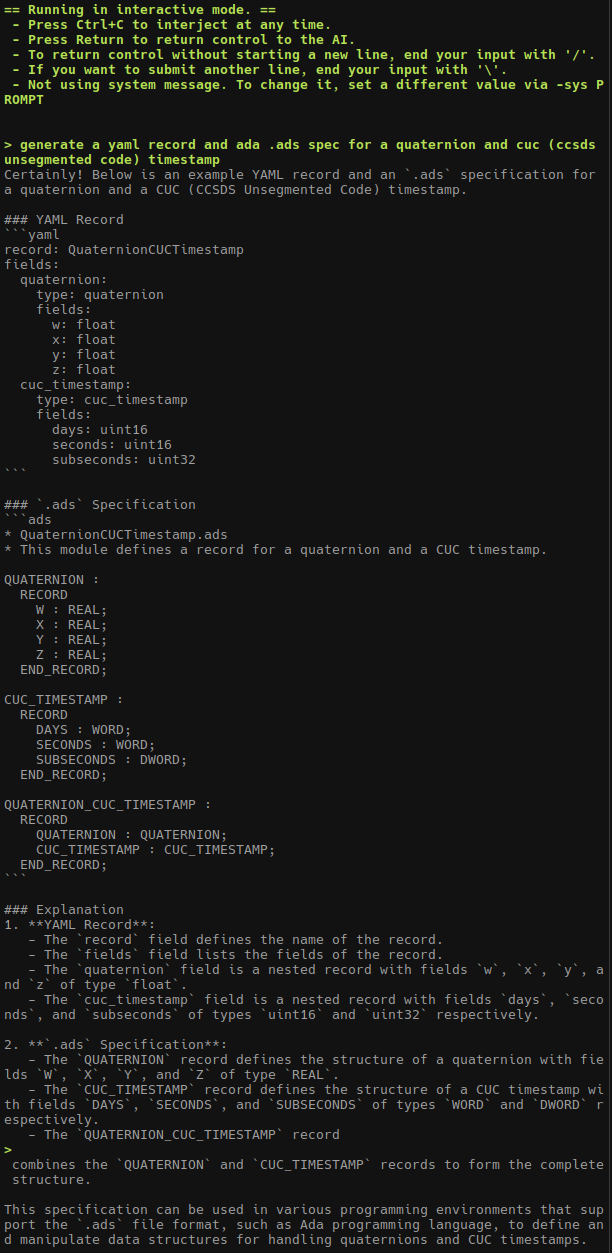 == Running in interactive mode. ==
 - Press Ctrl+C to interject at any time.
 - Press Return to return control to the AI.
 - To return control without starting a new line, end your input with '/'.
 - If you want to submit another line, end your input with '\'.
 - Not using system message. To change it, set a different value via -sys P
ROMPT

> generate a yaml record and ada .ads spec for a quaternion and cuc (ccsds
unsegmented code) timestamp
Certainly! Below is an example YAML record and an `.ads` specification for
a quaternion and a CUC (CCSDS Unsegmented Code) timestamp.

### YAML Record
```yaml
record: QuaternionCUCTimestamp
fields:
  quaternion:
    type: quaternion
    fields:
      w: float
      x: float
      y: float
      z: float
  cuc_timestamp:
    type: cuc_timestamp
    fields:
      days: uint16
      seconds: uint16
      subseconds: uint32
```

### `.ads` Specification
```ads
* QuaternionCUCTimestamp.ads
* This module defines a record for a quaternion and a CUC timestamp.

QUATERNION :
  RECORD
    W : REAL;
    X : REAL;
    Y : REAL;
    Z : REAL;
  END_RECORD;

CUC_TIMESTAMP :
  RECORD
    DAYS : WORD;
    SECONDS : WORD;
    SUBSECONDS : DWORD;
  END_RECORD;

QUATERNION_CUC_TIMESTAMP :
  RECORD
    QUATERNION : QUATERNION;
    CUC_TIMESTAMP : CUC_TIMESTAMP;
  END_RECORD;
```

### Explanation
1. **YAML Record**:
   - The `record` field defines the name of the record.
   - The `fields` field lists the fields of the record.
   - The `quaternion` field is a nested record with fields `w`, `x`, `y`, a
nd `z` of type `float`.
   - The `cuc_timestamp` field is a nested record with fields `days`, `seco
nds`, and `subseconds` of types `uint16` and `uint32` respectively.

2. **`.ads` Specification**:
   - The `QUATERNION` record defines the structure of a quaternion with fie
lds `W`, `X`, `Y`, and `Z` of type `REAL`.
   - The `CUC_TIMESTAMP` record defines the structure of a CUC timestamp wi
th fields `DAYS`, `SECONDS`, and `SUBSECONDS` of types `WORD` and `DWORD` r
espectively.
   - The `QUATERNION_CUC_TIMESTAMP` record
>
 combines the `QUATERNION` and `CUC_TIMESTAMP` records to form the complete
 structure.

This specification can be used in various programming environments that sup
port the `.ads` file format, such as Ada programming language, to define an
d manipulate data structures for handling quaternions and CUC timestamps.